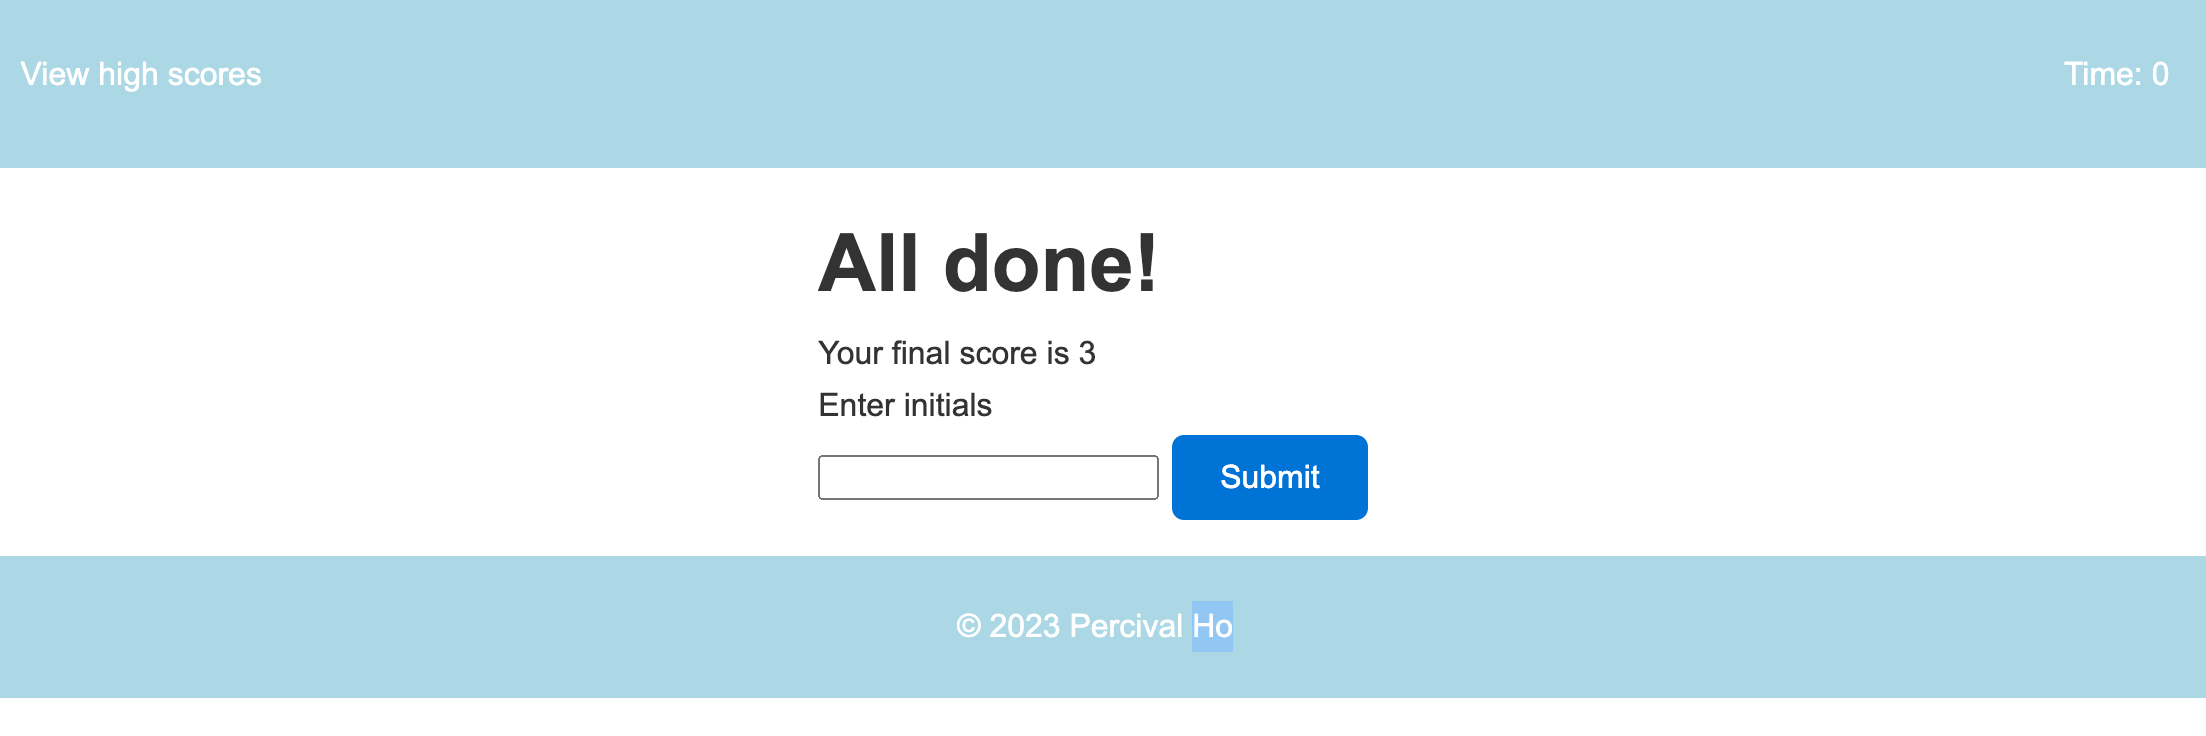 View high scores
Time: 0
All done!
Your final score is 3
Enter initials
Submit
© 2023 Percival Ho